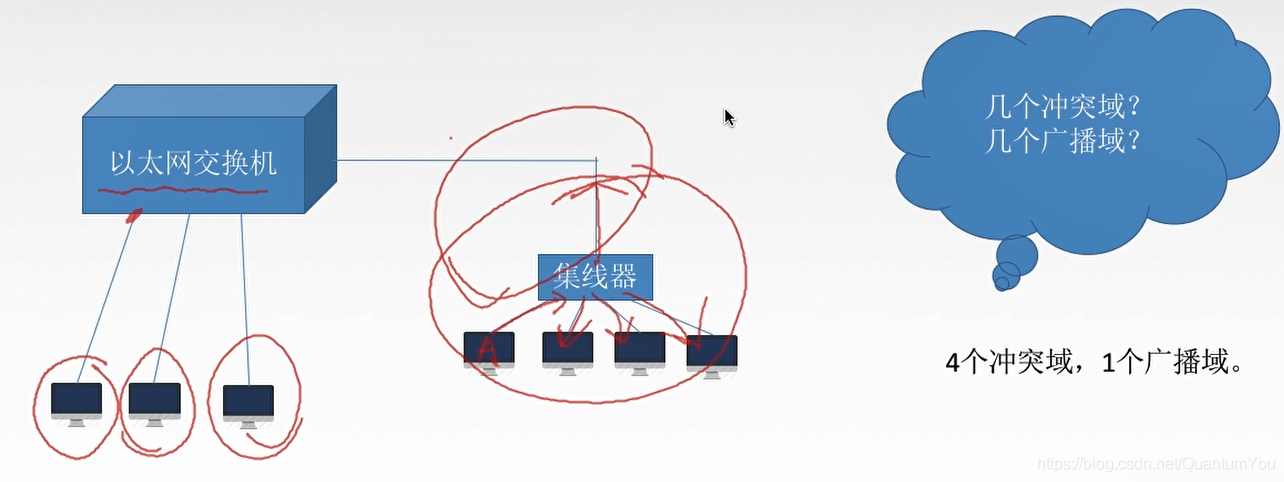 以太网交换机
集线器
A
几个冲突域？
几个广播域？
4个冲突域，1个广播域。
https://blog.csdn.net/QuantumYou